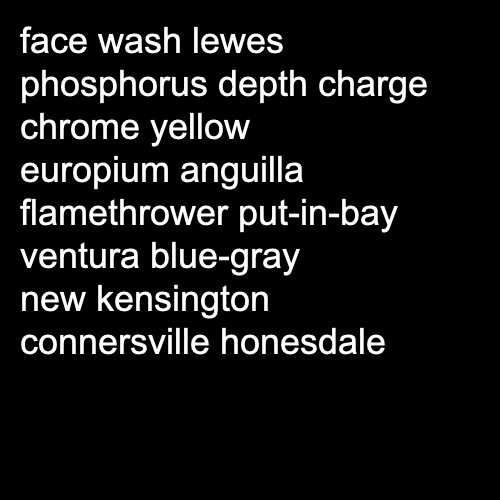 face wash lewes
phosphorus depth charge
chrome yellow
europium anguilla
flamethrower put-in-bay
ventura blue-gray
new kensington
connersville honesdale